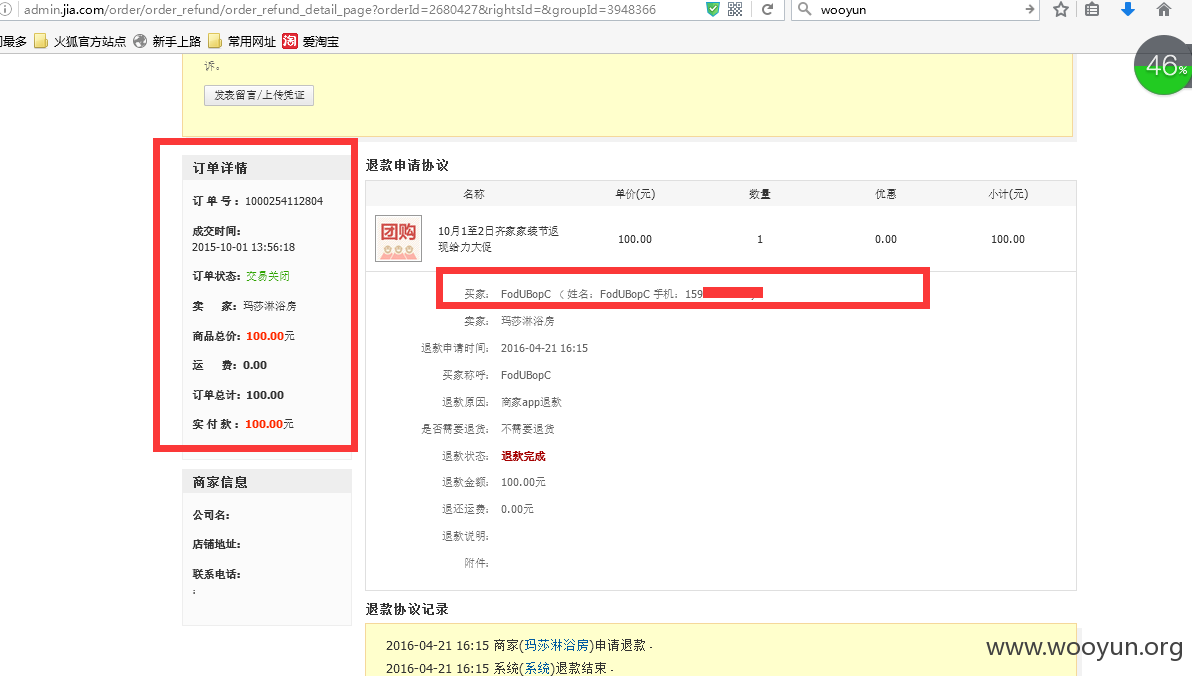 admin.jia.com/order/order_refund/order_refund_detail_page?orderId=2680427&rightsId=&groupId=3948366
wooyun
问最多 火狐官方站点 新手上路 常用网址 淘 爱淘宝
46%
诉。
发表留言/上传凭证
订单详情
订 单 号：1000254112804
成交时间：
2015-10-01 13:56:18
订单状态：交易关闭
卖 家：玛莎淋浴房
商品总价：100.00元
运 费：0.00
订单总计：100.00
实 付 款：100.00元
商家信息
公司名：
店铺地址：
联系电话：
;
退款申请协议
名称 单价(元) 数量 优惠 小计(元)
团购
10月1至2日齐家家装节返
现给力大促
100.00 1 0.00 100.00
买家： FodUBopC （ 姓名：FodUBopC 手机：159
卖家： 玛莎淋浴房
退款申请时间： 2016-04-21 16:15
买家称呼： FodUBopC
退款原因： 商家app退款
是否需要退货： 不需要退货
退款状态： 退款完成
退款金额： 100.00元
退还运费： 0.00元
退款说明：
附件：
退款协议记录
2016-04-21 16:15 商家(玛莎淋浴房)申请退款 .
2016-04-21 16:15 系统(系统)退款结束 .
www.wooyun.org